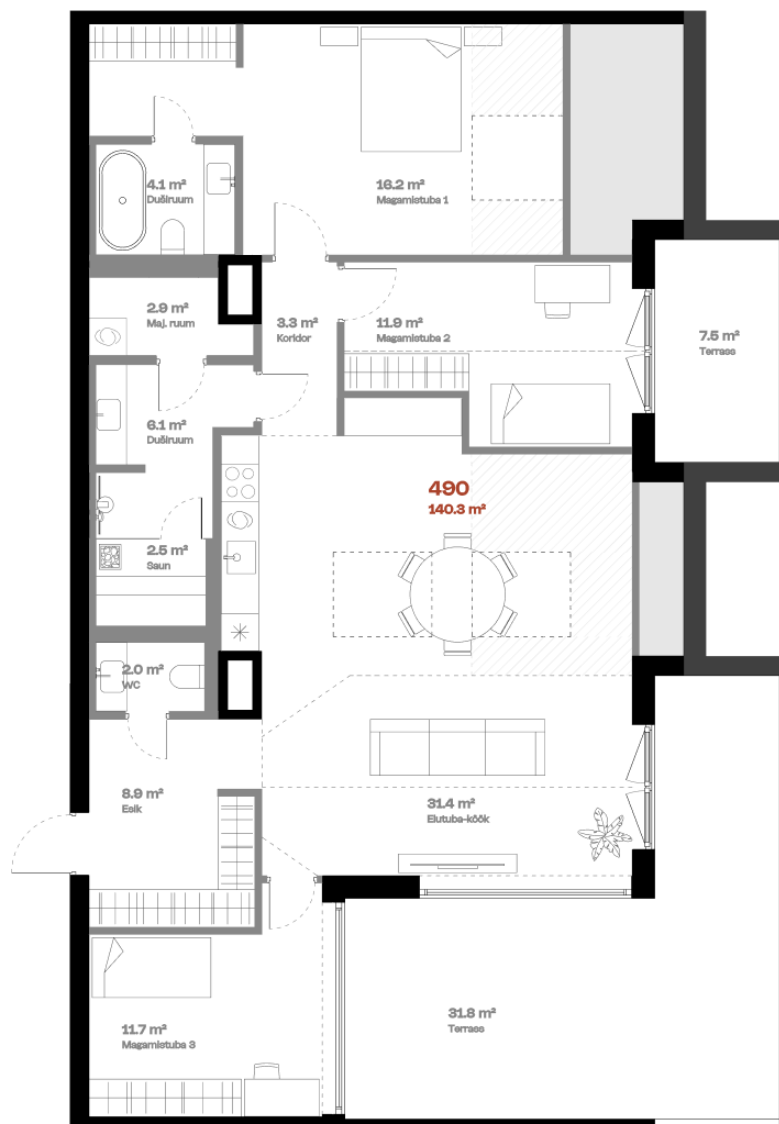 4.1 m²
Duširuum
16.2 m²
Magamistuba 1
2.9 m²
Maj. ruum
3.3 m²
Koridor
11.9 m²
Magamistuba 2
7.5 m²
Terrass
6.1 m²
Duširuum
490
140.3 m²
2.5 m²
Saun
2.0 m²
WC
8.9 m²
Esik
31.4 m²
Elutuba-köök
11.7 m²
Magamistuba 3
31.8 m²
Terrass